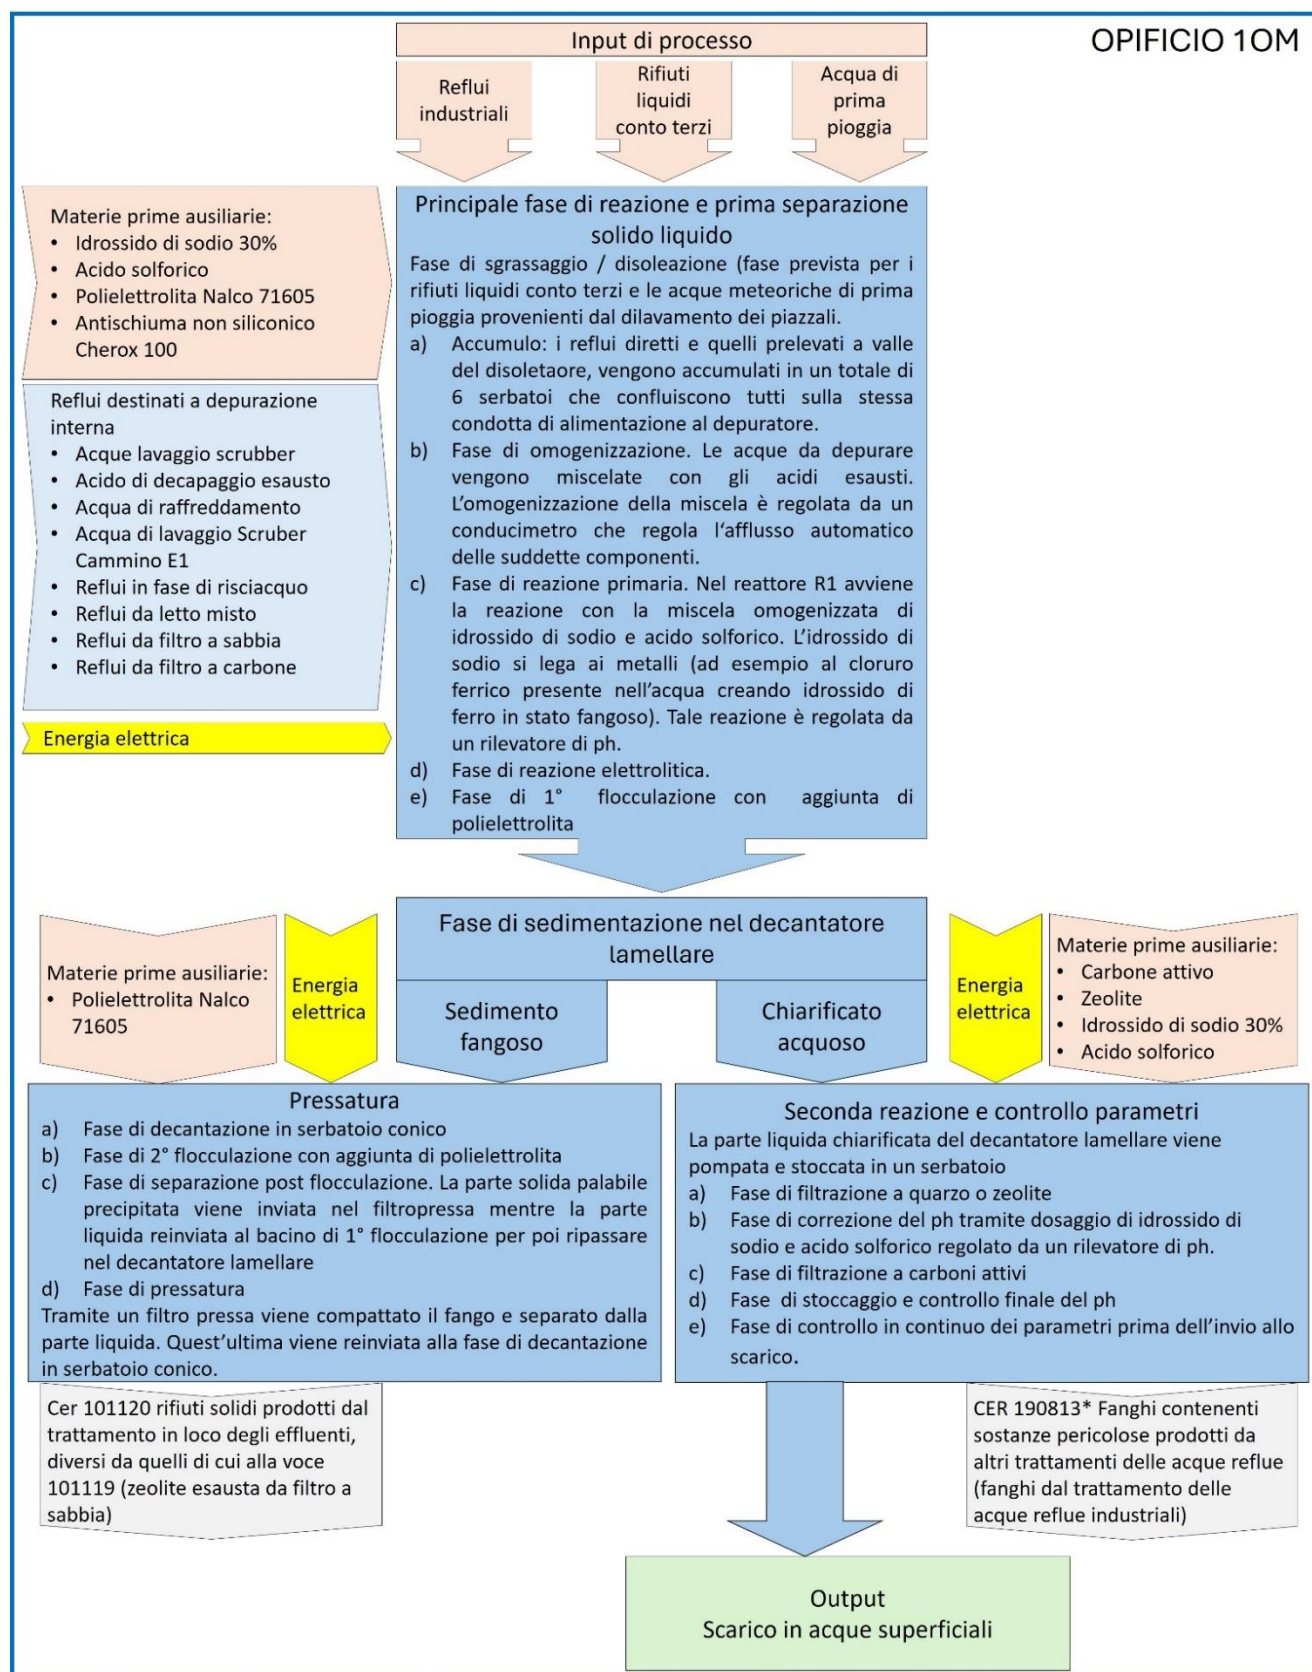 OPIFICIO 1OM
Input di processo
Reflui
industriali
Rifiuti
liquidi
conto terzi
Acqua di
prima
pioggia
Materie prime ausiliarie:
• Idrossido di sodio 30%
• Acido solforico
• Polielettrolita Nalco 71605
• Antischiuma non siliconico
Cherox 100
Reflui destinati a depurazione
interna
• Acque lavaggio scrubber
• Acido di decapaggio esausto
• Acqua di raffreddamento
• Acqua di lavaggio Scruber
Cammino E1
• Reflui in fase di risciacquo
• Reflui da letto misto
• Reflui da filtro a sabbia
• Reflui da filtro a carbone
Energia elettrica
Principale fase di reazione e prima separazione
solido liquido
Fase di sgrassaggio / disoleazione (fase prevista per i
rifiuti liquidi conto terzi e le acque meteoriche di prima
pioggia provenienti dal dilavamento dei piazzali.
a) Accumulo: i reflui diretti e quelli prelevati a valle
del disoletaore, vengono accumulati in un totale di
6 serbatoi che confluiscono tutti sulla stessa
condotta di alimentazione al depuratore.
b) Fase di omogenizzazione. Le acque da depurare
vengono miscelate con gli acidi esausti.
L’omogenizzazione della miscela è regolata da un
conducimetro che regola l‘afflusso automatico
delle suddette componenti.
c) Fase di reazione primaria. Nel reattore R1 avviene
la reazione con la miscela omogenizzata di
idrossido di sodio e acido solforico. L’idrossido di
sodio si lega ai metalli (ad esempio al cloruro
ferrico presente nell’acqua creando idrossido di
ferro in stato fangoso). Tale reazione è regolata da
un rilevatore di ph.
d) Fase di reazione elettrolitica.
e) Fase di 1° flocculazione con aggiunta di
polielettrolita
Fase di sedimentazione nel decantatore
lamellare
Sedimento
fangoso
Chiarificato
acquoso
Materie prime ausiliarie:
• Polielettrolita Nalco
71605
Energia
elettrica
Energia
elettrica
Materie prime ausiliarie:
• Carbone attivo
• Zeolite
• Idrossido di sodio 30%
• Acido solforico
Pressatura
a) Fase di decantazione in serbatoio conico
b) Fase di 2° flocculazione con aggiunta di polielettrolita
c) Fase di separazione post flocculazione. La parte solida palabile
precipitata viene inviata nel filtropressa mentre la parte
liquida reinviata al bacino di 1° flocculazione per poi ripassare
nel decantatore lamellare
d) Fase di pressatura
Tramite un filtro pressa viene compattato il fango e separato dalla
parte liquida. Quest’ultima viene reinviata alla fase di decantazione
in serbatoio conico.
Seconda reazione e controllo parametri
La parte liquida chiarificata del decantatore lamellare viene
pompata e stoccata in un serbatoio
a) Fase di filtrazione a quarzo o zeolite
b) Fase di correzione del ph tramite dosaggio di idrossido di
sodio e acido solforico regolato da un rilevatore di ph.
c) Fase di filtrazione a carboni attivi
d) Fase di stoccaggio e controllo finale del ph
e) Fase di controllo in continuo dei parametri prima dell’invio allo
scarico.
Cer 101120 rifiuti solidi prodotti dal
trattamento in loco degli effluenti,
diversi da quelli di cui alla voce
101119 (zeolite esausta da filtro a
sabbia)
CER 190813* Fanghi contenenti
sostanze pericolose prodotti da
altri trattamenti delle acque reflue
(fanghi dal trattamento delle
acque reflue industriali)
Output
Scarico in acque superficiali